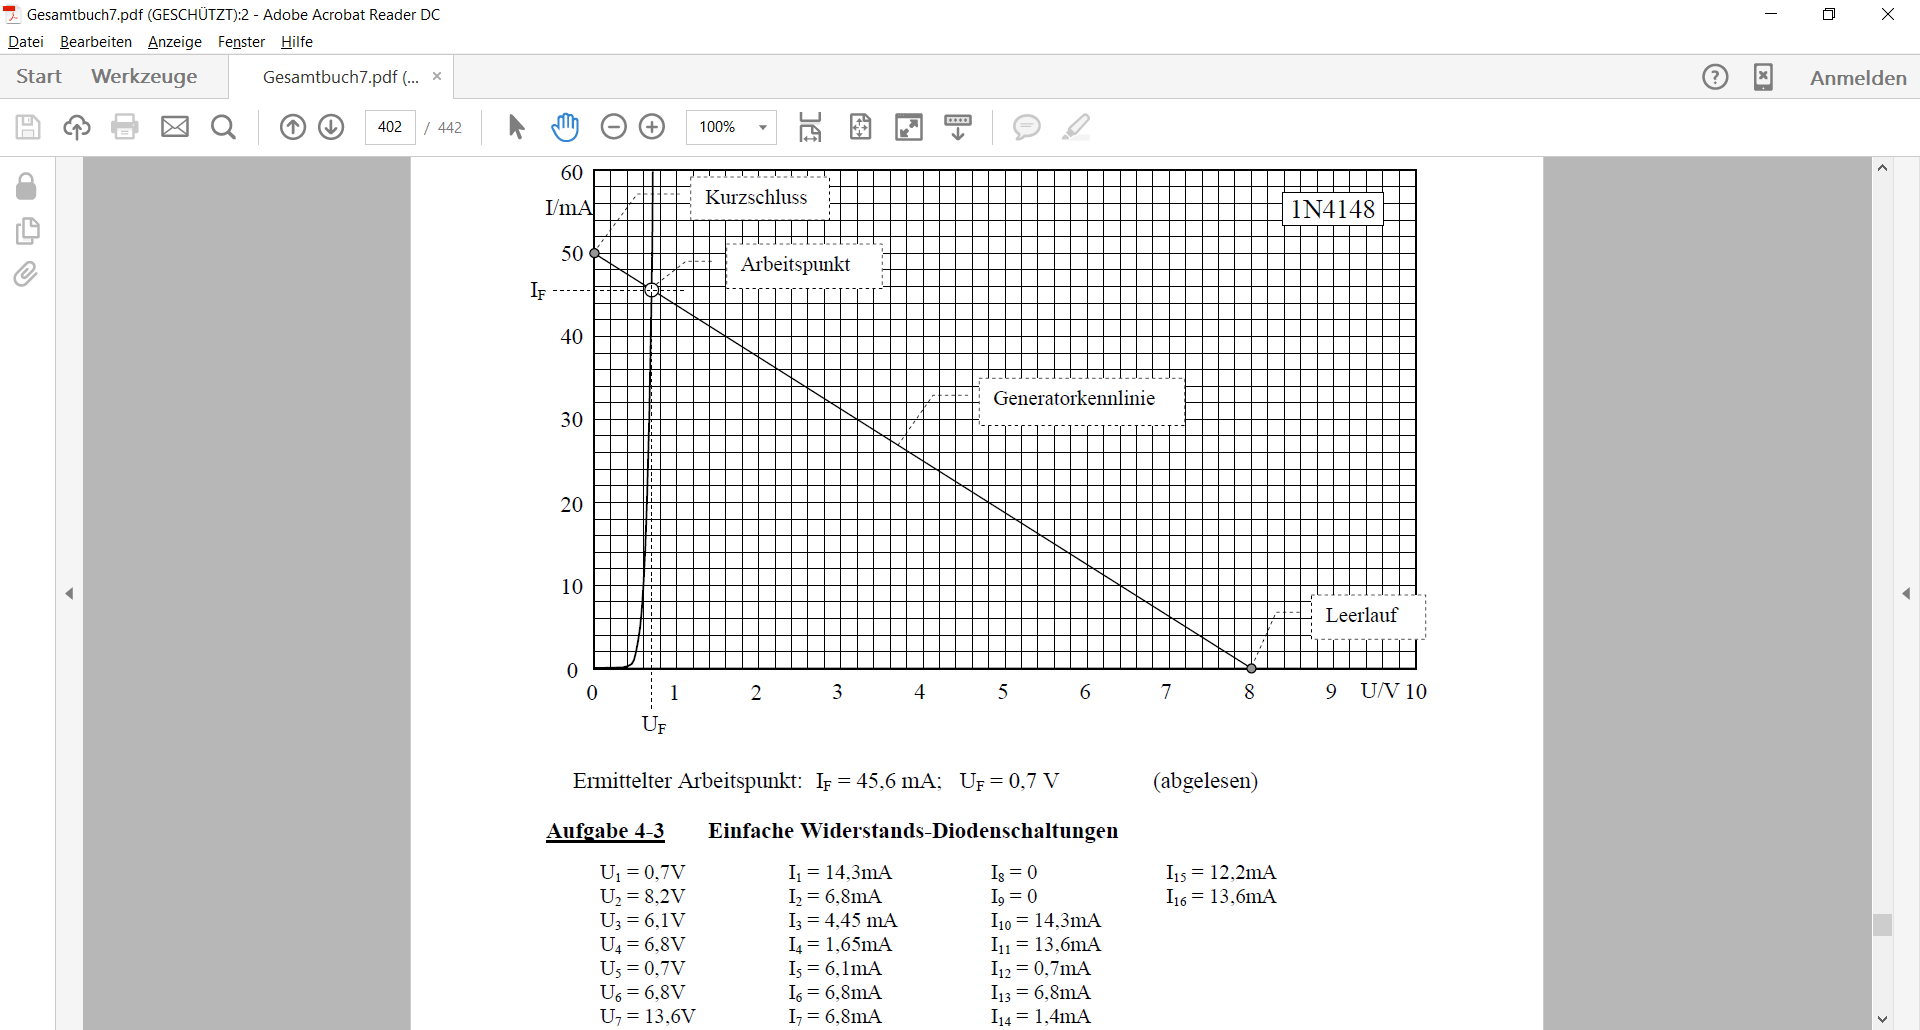 Gesamtbuch7.pdf (GESCHÜTZT):2 - Adobe Acrobat Reader DC
Datei Bearbeiten Anzeige Fenster Hilfe
Start Werkzeuge Gesamtbuch7.pdf (... × Anmelden
402 / 442 100%
60
I/mA
50
I_F
40
30
20
10
0
Kurzschluss
Arbeitspunkt
1N4148
Generatorkennlinie
Leerlauf
0 1 2 3 4 5 6 7 8 9 U/V 10
U_F
Ermittelter Arbeitspunkt: I_F = 45,6 mA; U_F = 0,7 V (abgelesen)
Aufgabe 4-3 Einfache Widerstands-Diodenschaltungen
U₁ = 0,7V I₁ = 14,3mA I₈ = 0 I₁₅ = 12,2mA
U₂ = 8,2V I₂ = 6,8mA I₉ = 0 I₁₆ = 13,6mA
U₃ = 6,1V I₃ = 4,45 mA I₁₀ = 14,3mA
U₄ = 6,8V I₄ = 1,65mA I₁₁ = 13,6mA
U₅ = 0,7V I₅ = 6,1mA I₁₂ = 0,7mA
U₆ = 6,8V I₆ = 6,8mA I₁₃ = 6,8mA
U₇ = 13,6V I₇ = 6,8mA I₁₄ = 1,4mA